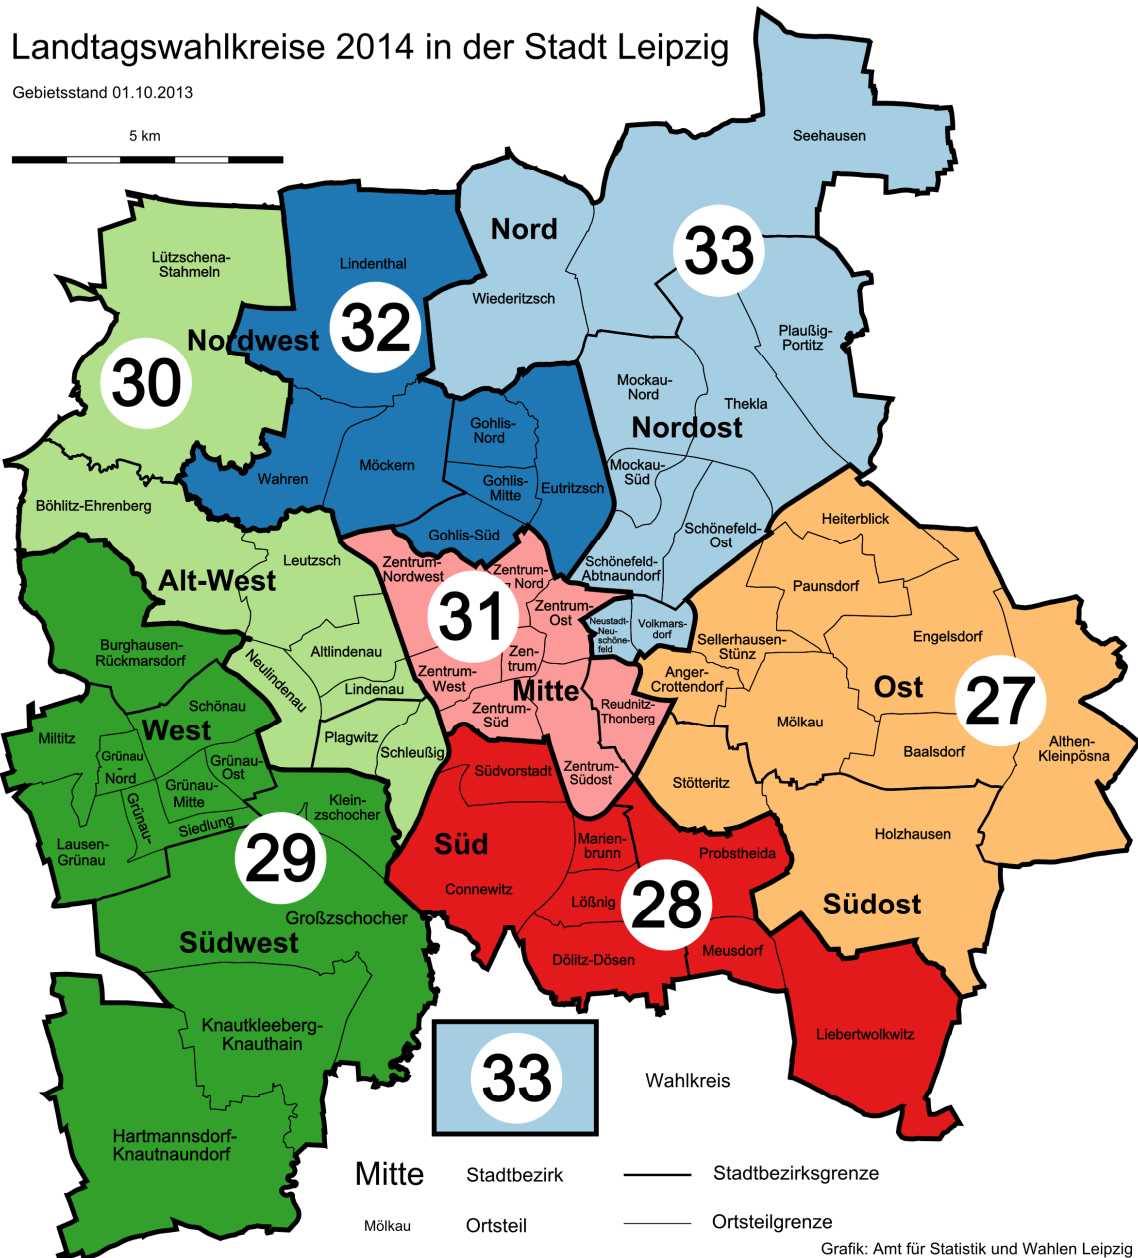 Landtagswahlkreise 2014 in der Stadt Leipzig
Gebietsstand 01.10.2013
5 km
Seehausen
Nord
33
Lützschena-
Stahmeln
Lindenthal
Wiederitzsch
Plaußig-
Portitz
Nordwest
32
30
Mockau-
Nord
Thekla
Nordost
Gohlis-
Nord
Möckern
Wahren
Gohlis-
Mitte
Eutritzsch
Mockau-
Süd
Böhlitz-Ehrenberg
Gohlis-Süd
Schönefeld-
Ost
Heiterblick
Leutzsch
Zentrum-
Nordwest
Zentrum-
Nord
Schönefeld-
Abtnaundorf
Alt-West
Paunsdorf
31
Zentrum-
Ost
Neustadt-
Neu-
schöne-
feld
Volkmars-
dorf
Sellerhausen-
Stünz
Engelsdorf
Burghausen-
Rückmarsdorf
Altlindenau
Neulindenau
Zen-
trum
Zentrum-
West
Anger-
Crottendorf
Lindenau
Mitte
Ost
27
Schönau
Zentrum-
Süd
Reudnitz-
Thonberg
Mölkau
West
Miltitz
Plagwitz
Schleußig
Baalsdorf
Althen-
Kleinpösna
Grünau
-
Nord
Grünau-
Ost
Grünau-
Mitte
Südvorstadt
Zentrum-
Südost
Stötteritz
Klein-
zschocher
Grünau-
Siedlung
Lausen-
Grünau
29
Süd
Marien-
brunn
Probstheida
Holzhausen
Connewitz
Lößnig
28
Südost
Großzschocher
Südwest
Dölitz-Dösen
Meusdorf
Knautkleeberg-
Knauthain
Liebertwolkwitz
33
Wahlkreis
Hartmannsdorf-
Knautnaundorf
Mitte
Stadtbezirk
Stadtbezirksgrenze
Mölkau
Ortsteil
Ortsteilgrenze
Grafik: Amt für Statistik und Wahlen Leipzig